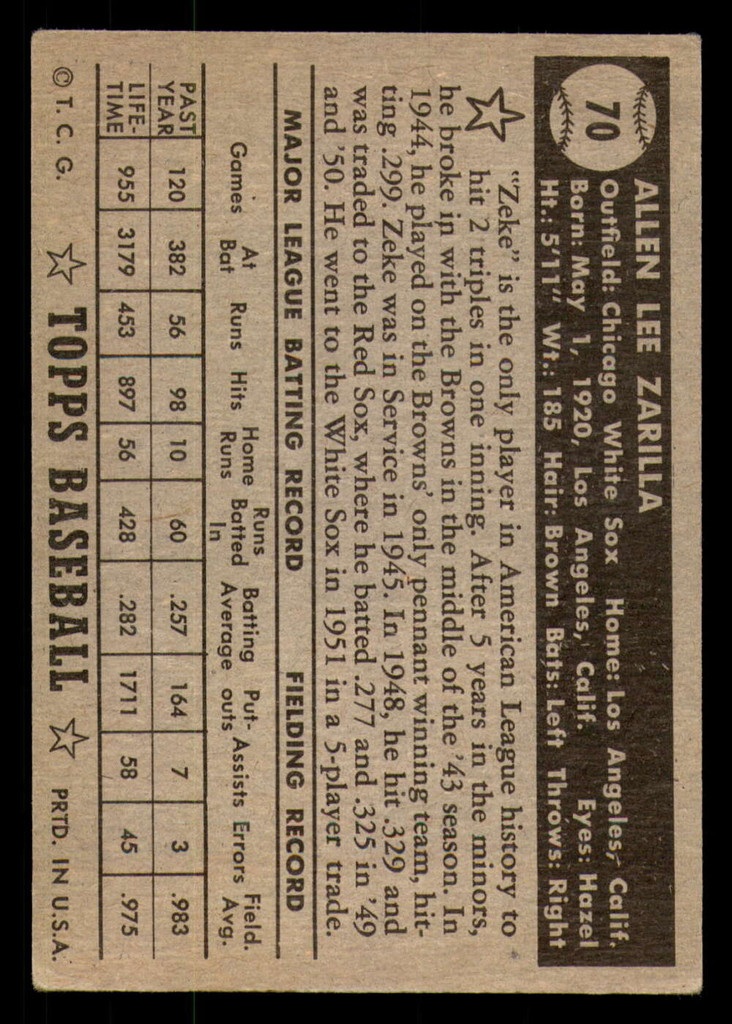 70
ALLEN LEE ZARILLA
Outfield: Chicago White Sox Home: Los Angeles, Calif.
Born: May 1, 1920, Los Angeles, Calif. Eyes: Hazel
Ht.: 5'11" Wt.: 185 Hair: Brown Bats: Left Throws: Right
"Zeke" is the only player in American League history to
hit 2 triples in one inning. After 5 years in the minors,
he broke in with the Browns in the middle of the '43 season. In
1944, he played on the Browns' only pennant winning team, hit-
ting .299. Zeke was in Service in 1945. In 1948, he hit .329 and
was traded to the Red Sox, where he batted .277 and .325 in '49
and '50. He went to the White Sox in 1951 in a 5-player trade.
MAJOR LEAGUE BATTING RECORD FIELDING RECORD
Games At Bat Runs Hits Home Runs Runs Batted In Batting Average Put-outs Assists Errors Field. Avg.
PAST YEAR 120 382 56 98 10 60 .257 164 7 3 .983
LIFE-TIME 955 3179 453 897 56 428 .282 1711 58 45 .975
© T. C. G. TOPPS BASEBALL PRTD. IN U.S.A.